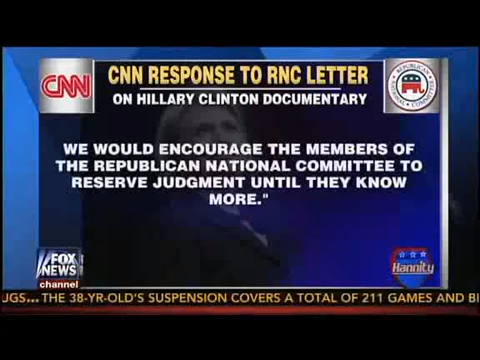 CNN
CNN RESPONSE TO RNC LETTER
ON HILLARY CLINTON DOCUMENTARY
REPUBLICAN NATIONAL COMMITTEE
WE WOULD ENCOURAGE THE MEMBERS OF
THE REPUBLICAN NATIONAL COMMITTEE TO
RESERVE JUDGMENT UNTIL THEY KNOW
MORE."
FOX
NEWS
channel
Hannity
UGS... THE 38-YR-OLD'S SUSPENSION COVERS A TOTAL OF 211 GAMES AND BI